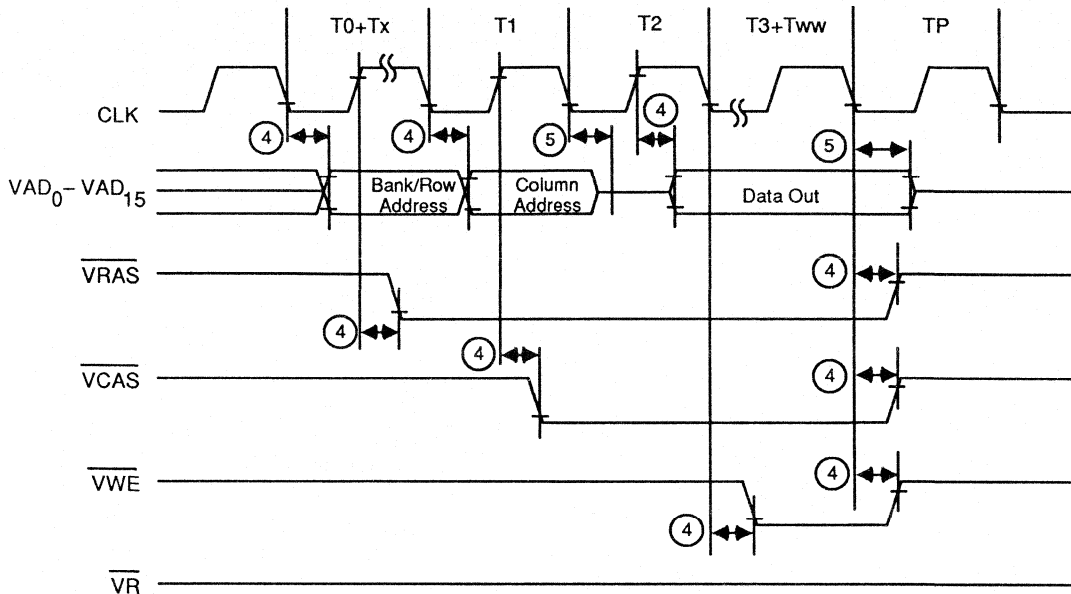 T0+Tx T1 T2 T3+Tww TP
CLK
4 4 5 4 5
VAD0– VAD15
Bank/Row
Address
Column
Address
Data Out
VRAS
4
4
VCAS
4
4
VWE
4
4
VR